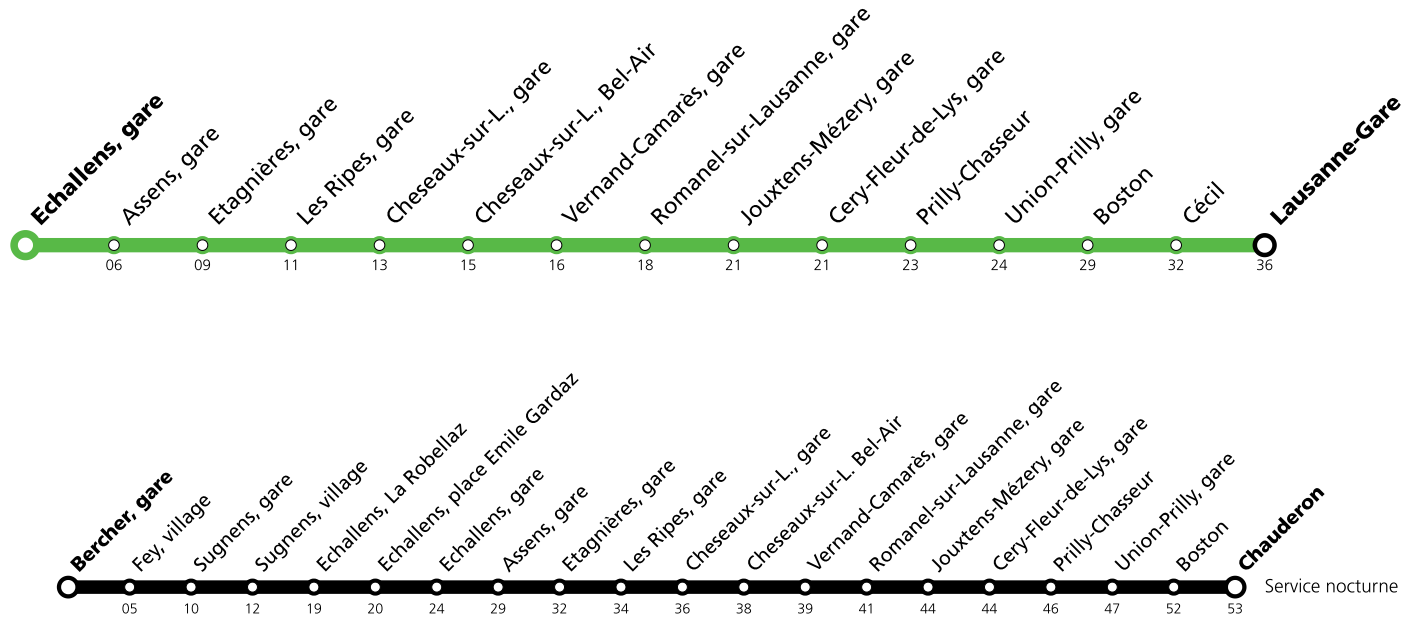 Echallens, gare
Assens, gare
Etagnières, gare
Les Ripes, gare
Cheseaux-sur-L., gare
Cheseaux-sur-L., Bel-Air
Vernand-Camarès, gare
Romanel-sur-Lausanne, gare
Jouxtens-Mézery, gare
Cery-Fleur-de-Lys, gare
Prilly-Chasseur
Union-Prilly, gare
Boston
Cécil
Lausanne-Gare
06 09 11 13 15 16 18 21 21 23 24 29 32 36
Bercher, gare
Fey, village
Sugnens, gare
Sugnens, village
Echallens, La Robellaz
Echallens, place Emile Gardaz
Echallens, gare
Assens, gare
Etagnières, gare
Les Ripes, gare
Cheseaux-sur-L., gare
Cheseaux-sur-L. Bel-Air
Vernand-Camarès, gare
Romanel-sur-Lausanne, gare
Jouxtens-Mézery, gare
Cery-Fleur-de-Lys, gare
Prilly-Chasseur
Union-Prilly, gare
Boston
Chauderon
Service nocturne
05 10 12 19 20 24 29 32 34 36 38 39 41 44 44 46 47 52 53